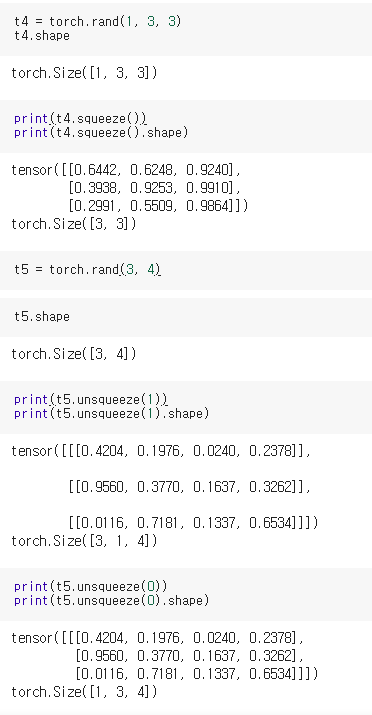 t4 = torch.rand(1, 3, 3)
t4.shape
torch.Size([1, 3, 3])
print(t4.squeeze())
print(t4.squeeze().shape)
tensor([[0.6442, 0.6248, 0.9240],
[0.3938, 0.9253, 0.9910],
[0.2991, 0.5509, 0.9864]])
torch.Size([3, 3])
t5 = torch.rand(3, 4)
t5.shape
torch.Size([3, 4])
print(t5.unsqueeze(1))
print(t5.unsqueeze(1).shape)
tensor([[[0.4204, 0.1976, 0.0240, 0.2378]],
[[0.9560, 0.3770, 0.1637, 0.3262]],
[[0.0116, 0.7181, 0.1337, 0.6534]]])
torch.Size([3, 1, 4])
print(t5.unsqueeze(0))
print(t5.unsqueeze(0).shape)
tensor([[[0.4204, 0.1976, 0.0240, 0.2378],
[0.9560, 0.3770, 0.1637, 0.3262],
[0.0116, 0.7181, 0.1337, 0.6534]]])
torch.Size([1, 3, 4])